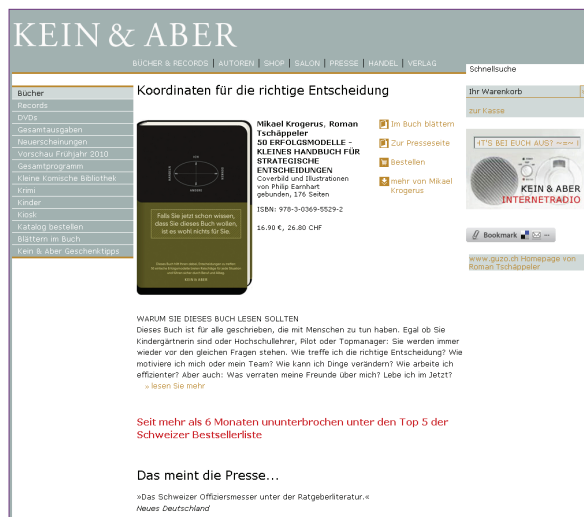 KEIN & ABER
BÜCHER & RECORDS | AUTOREN | SHOP | SALON | PRESSE | HANDEL | VERLAG
Schnellsuche
Bücher
Records
DVDs
Gesamtausgaben
Neuerscheinungen
Vorschau Frühjahr 2010
Gesamtprogramm
Kleine Komische Bibliothek
Krimi
Kinder
Kiosk
Katalog bestellen
Blättern im Buch
Kein & Aber Geschenktipps
Koordinaten für die richtige Entscheidung
Falls Sie jetzt schon wissen,
dass Sie dieses Buch wollen,
ist es wohl nichts für Sie.
Mikael Krogerus, Roman
Tschäppeler
50 ERFOLGSMODELLE -
KLEINES HANDBUCH FÜR
STRATEGISCHE
ENTSCHEIDUNGEN
Coverbild und Illustrationen
von Philip Earnhart
gebunden, 176 Seiten
ISBN: 978-3-0369-5529-2
16.90 €, 26.80 CHF
Im Buch blättern
Zur Presseseite
Bestellen
mehr von Mikael
Krogerus
Ihr Warenkorb
zur Kasse
IT'S BEI EUCH AUS? ~=~
KEIN & ABER
INTERNETRADIO
Bookmark
www.guzo.ch Homepage von
Roman Tschäppeler
WARUM SIE DIESES BUCH LESEN SOLLTEN
Dieses Buch ist für alle geschrieben, die mit Menschen zu tun haben. Egal ob Sie
Kindergärtnerin sind oder Hochschullehrer, Pilot oder Topmanager: Sie werden immer
wieder vor den gleichen Fragen stehen. Wie treffe ich die richtige Entscheidung? Wie
motiviere ich mich oder mein Team? Wie kann ich Dinge verändern? Wie arbeite ich
effizienter? Aber auch: Was verraten meine Freunde über mich? Lebe ich im Jetzt?
» lesen Sie mehr
Seit mehr als 6 Monaten ununterbrochen unter den Top 5 der
Schweizer Bestsellerliste
Das meint die Presse...
»Das Schweizer Offiziersmesser unter der Ratgeberliteratur.«
Neues Deutschland